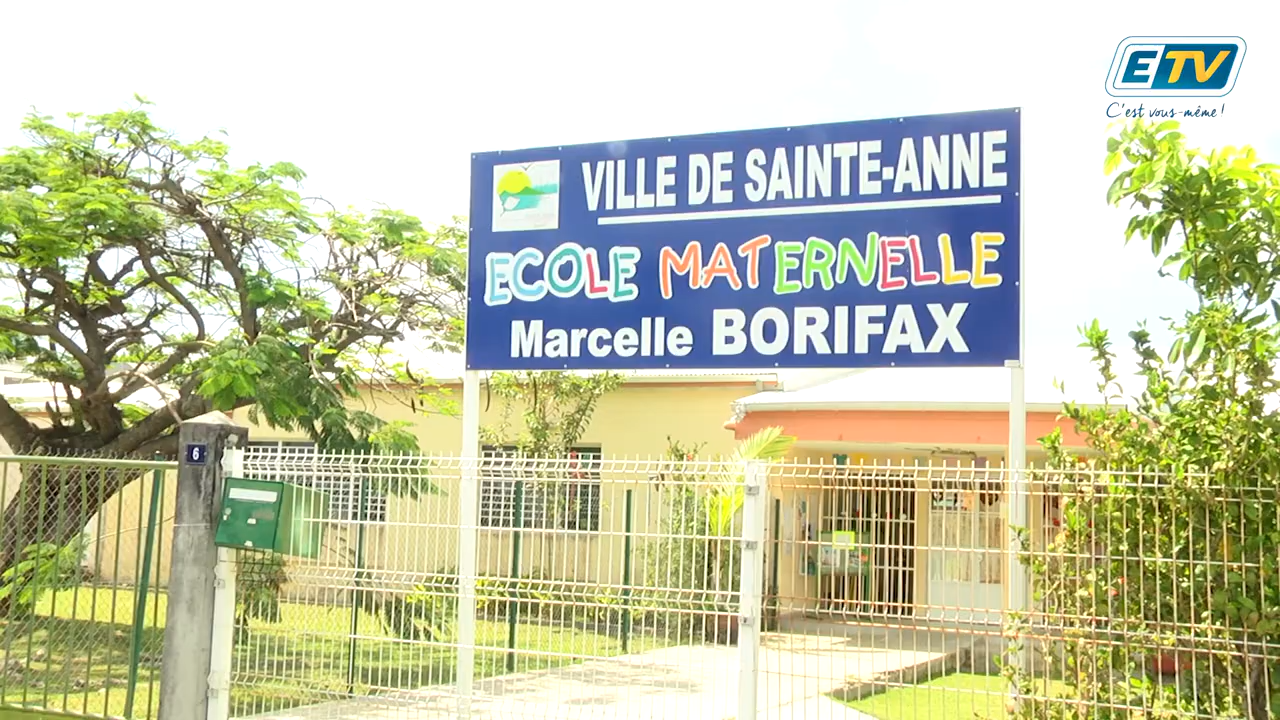 ETV
C'est vous-même !
VILLE DE SAINTE-ANNE
ECOLE MATERNELLE
Marcelle BORIFAX
6